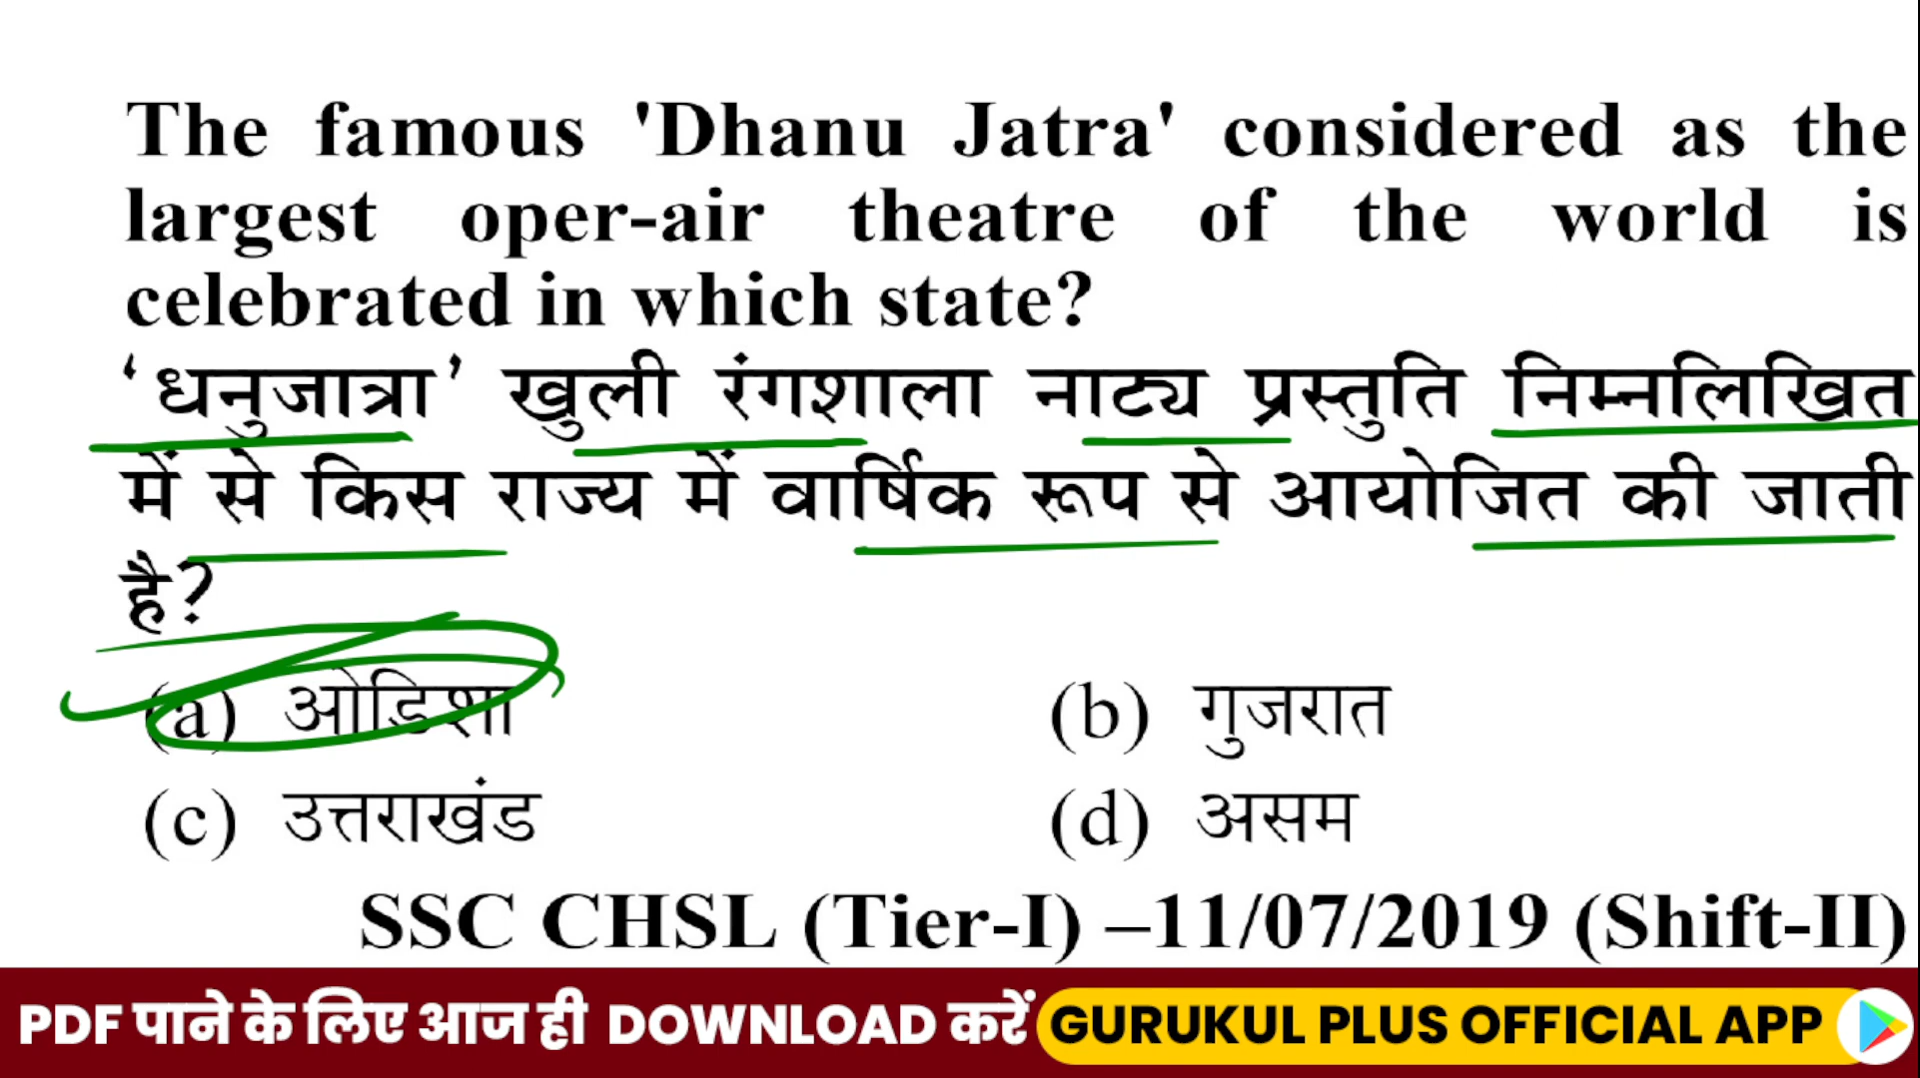 The famous 'Dhanu Jatra' considered as the
largest oper-air theatre of the world is
celebrated in which state?
‘धनुजात्रा’ खुली रंगशाला नाट्य प्रस्तुति निम्नलिखित
में से किस राज्य में वार्षिक रूप से आयोजित की जाती
है?
(a) ओडिशा (b) गुजरात
(c) उत्तराखंड (d) असम
SSC CHSL (Tier-I) –11/07/2019 (Shift-II)
PDF पाने के लिए आज ही DOWNLOAD करें GURUKUL PLUS OFFICIAL APP